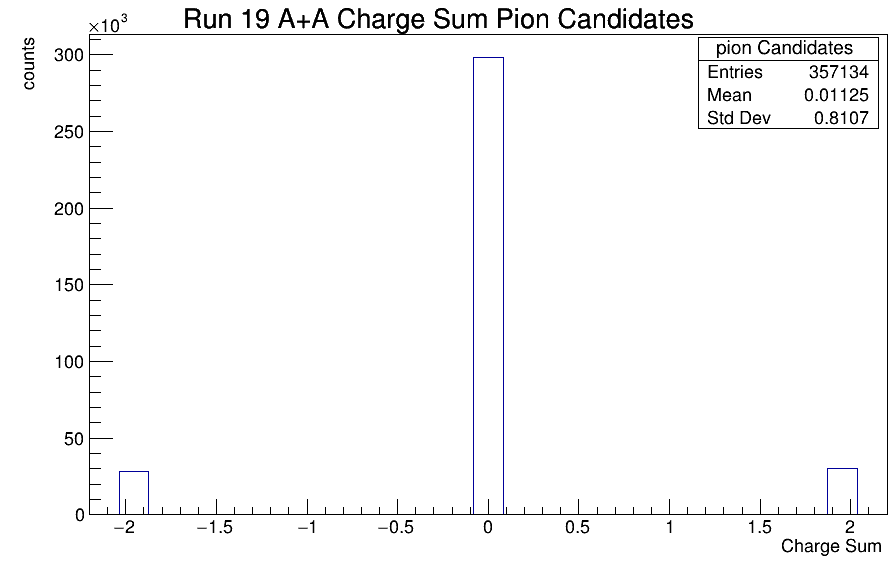 Run 19 A+A Charge Sum Pion Candidates
×10³
counts
pion Candidates
Entries 357134
Mean 0.01125
Std Dev 0.8107
300
250
200
150
100
50
0
−2 −1.5 −1 −0.5 0 0.5 1 1.5 2
Charge Sum